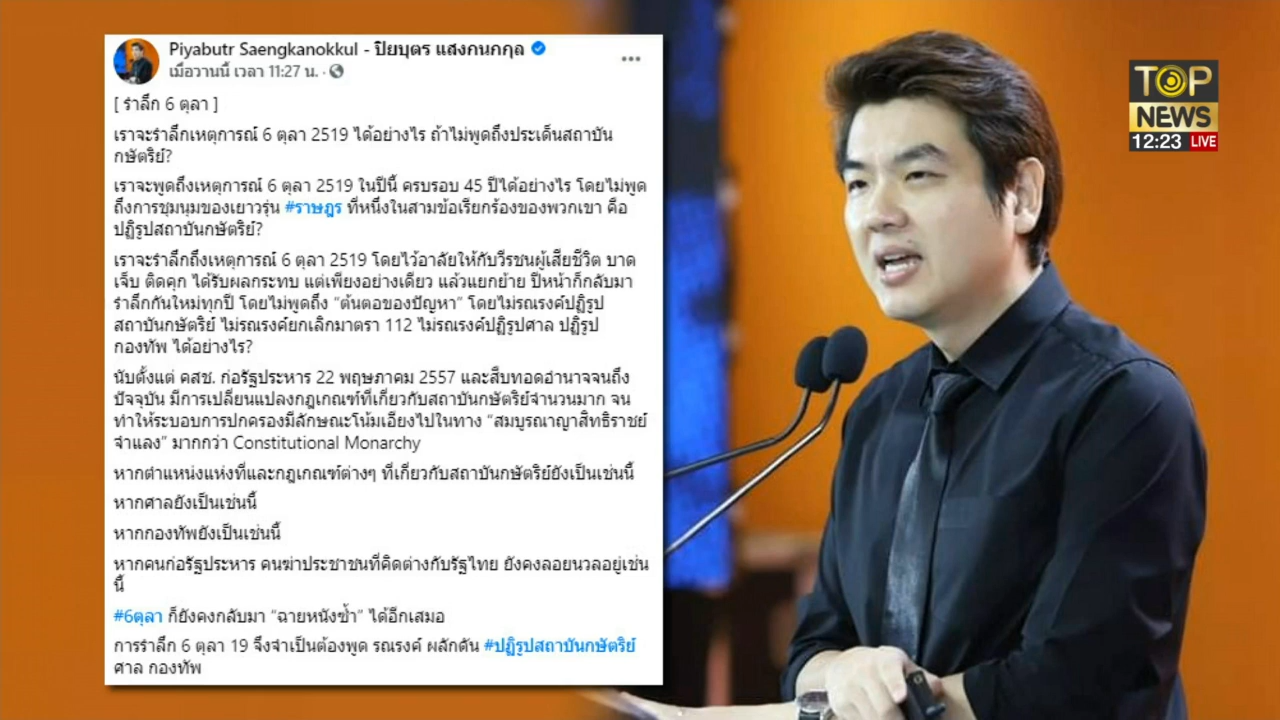 Piyabutr Saengkanokkul - ปิยบุตร แสงกนกกุล
เมื่อวานนี้ เวลา 11:27 น. ·
[ รำลึก 6 ตุลา ]
เราจะรำลึกเหตุการณ์ 6 ตุลา 2519 ได้อย่างไร ถ้าไม่พูดถึงประเด็นสถาบัน
กษัตริย์?
เราจะพูดถึงเหตุการณ์ 6 ตุลา 2519 ในปีนี้ ครบรอบ 45 ปีได้อย่างไร โดยไม่พูด
ถึงการชุมนุมของเยาวรุ่น #ราษฎร ที่หนึ่งในสามข้อเรียกร้องของพวกเขา คือ
ปฏิรูปสถาบันกษัตริย์?
เราจะรำลึกถึงเหตุการณ์ 6 ตุลา 2519 โดยไว้อาลัยให้กับวีรชนผู้เสียชีวิต บาด
เจ็บ ติดคุก ได้รับผลกระทบ แต่เพียงอย่างเดียว แล้วแยกย้าย ปีหน้าก็กลับมา
รำลึกกันใหม่ทุกปี โดยไม่พูดถึง “ต้นตอของปัญหา” โดยไม่รณรงค์ปฏิรูป
สถาบันกษัตริย์ ไม่รณรงค์ยกเลิกมาตรา 112 ไม่รณรงค์ปฏิรูปศาล ปฏิรูป
กองทัพ ได้อย่างไร?
นับตั้งแต่ คสช. ก่อรัฐประหาร 22 พฤษภาคม 2557 และสืบทอดอำนาจจนถึง
ปัจจุบัน มีการเปลี่ยนแปลงกฎเกณฑ์ที่เกี่ยวกับสถาบันกษัตริย์จำนวนมาก จน
ทำให้ระบอบการปกครองมีลักษณะโน้มเอียงไปในทาง “สมบูรณาญาสิทธิราชย์
จำแลง” มากกว่า Constitutional Monarchy
หากตำแหน่งแห่งที่และกฎเกณฑ์ต่างๆ ที่เกี่ยวกับสถาบันกษัตริย์ยังเป็นเช่นนี้
หากศาลยังเป็นเช่นนี้
หากกองทัพยังเป็นเช่นนี้
หากคนก่อรัฐประหาร คนฆ่าประชาชนที่คิดต่างกับรัฐไทย ยังคงลอยนวลอยู่เช่น
นี้
#6ตุลา ก็ยังคงกลับมา “ฉายหนังซ้ำ” ได้อีกเสมอ
การรำลึก 6 ตุลา 19 จึงจำเป็นต้องพูด รณรงค์ ผลักดัน #ปฏิรูปสถาบันกษัตริย์
ศาล กองทัพ
TOP
NEWS
12:23 LIVE